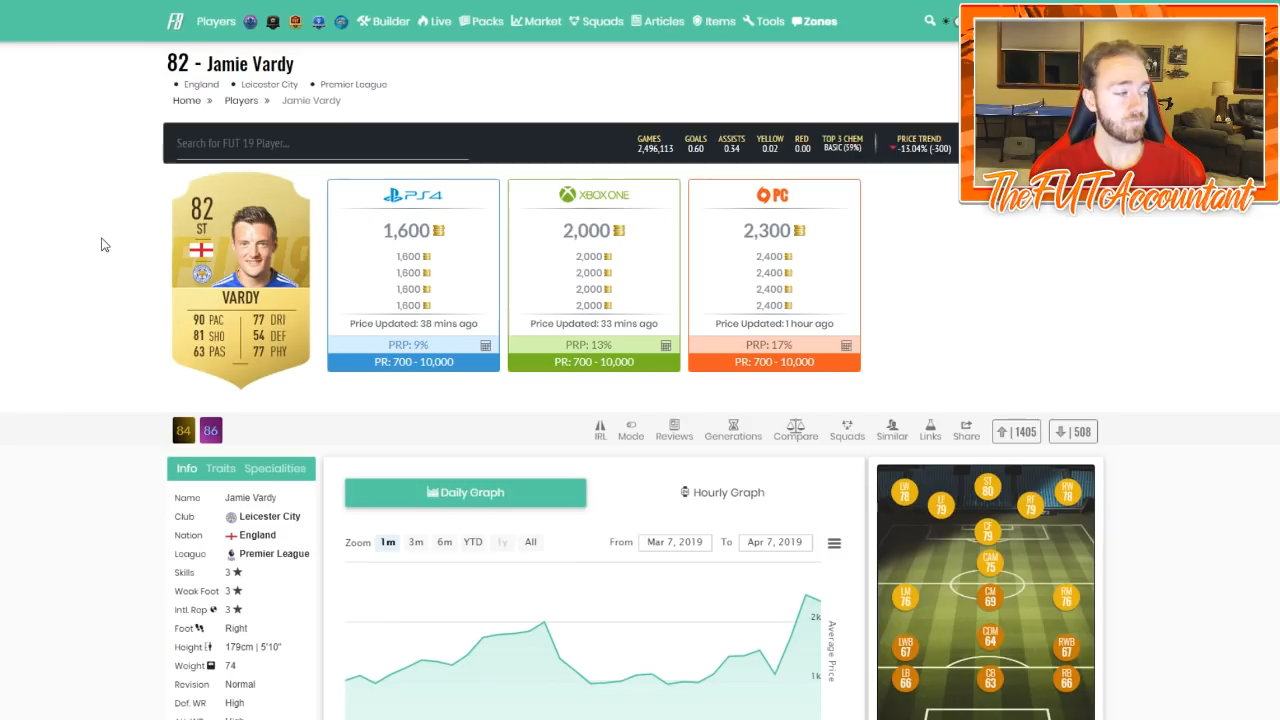 FB Players Builder Live Packs Market Squads Articles Items Tools Zones
82 - Jamie Vardy
England Leicester City Premier League
Home » Players » Jamie Vardy
Search for FUT 19 Player...
GAMES GOALS ASSISTS YELLOW RED TOP 3 CHEM PRICE TREND
2,496,113 0.60 0.34 0.02 0.00 BASIC (59%) -13.04% (-300)
TheFUTAccountant
82
ST
VARDY
90 PAC 77 DRI
81 SHO 54 DEF
63 PAS 77 PHY
PS4
1,600
1,600
1,600
1,600
1,600
Price Updated: 38 mins ago
PRP: 9%
PR: 700 - 10,000
XBOX ONE
2,000
2,000
2,000
2,000
2,000
Price Updated: 33 mins ago
PRP: 13%
PR: 700 - 10,000
PC
2,300
2,400
2,400
2,400
2,400
Price Updated: 1 hour ago
PRP: 17%
PR: 700 - 10,000
84 86
IRL Mode Reviews Generations Compare Squads Similar Links Share | 1405 | 508
Info Traits Specialities
Name Jamie Vardy
Club Leicester City
Nation England
League Premier League
Skills 3 ★
Weak Foot 3 ★
Intl. Rep 3 ★
Foot Right
Height 179cm | 5'10"
Weight 74
Revision Normal
Def. WR High
Daily Graph Hourly Graph
Zoom 1m 3m 6m YTD 1y All From Mar 7, 2019 To Apr 7, 2019
2k
1k
Average Price
LW 78
LF 79
ST 80
RF 79
RW 78
CF 79
CAM 75
LM 76
CM 69
RM 76
LWB 67
CDM 64
RWB 67
LB 66
CB 63
RB 66